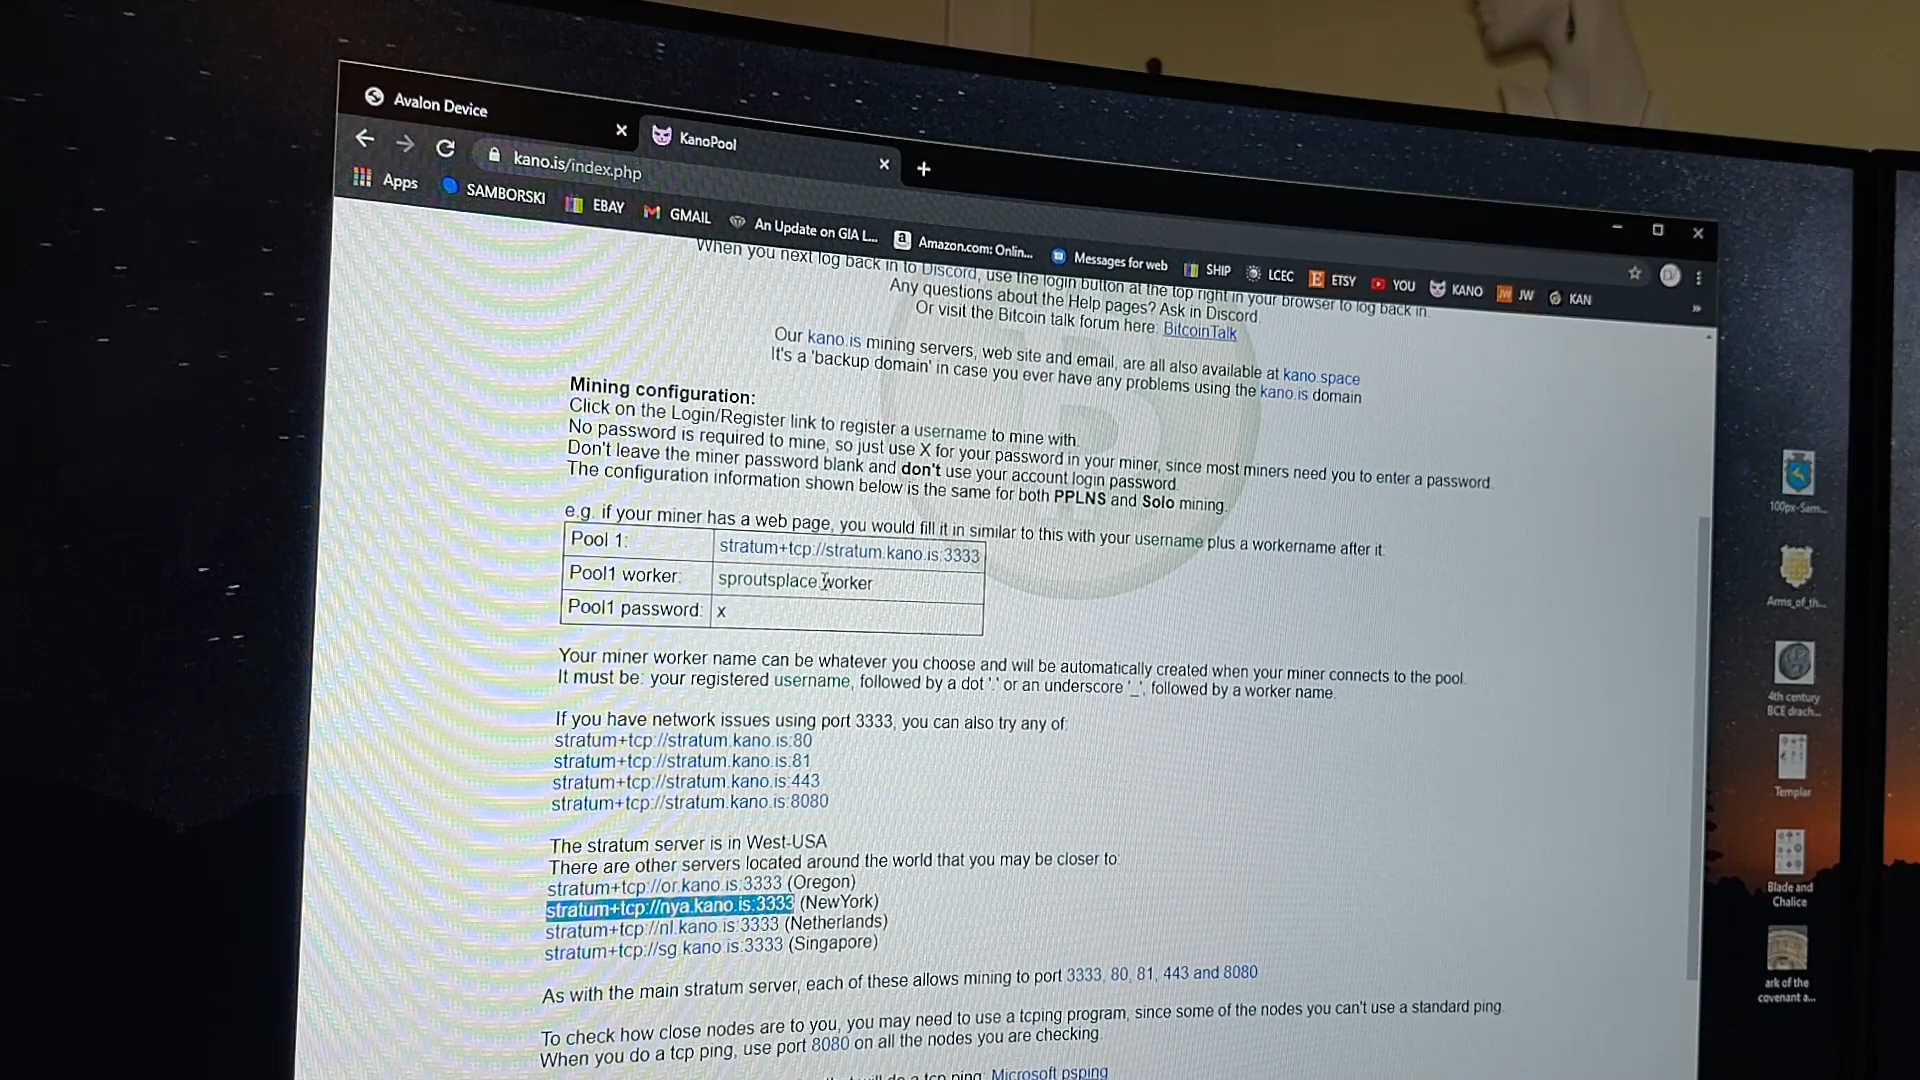 Avalon Device
KanoPool
kano.is/index.php
Apps
SAMBORSKI
EBAY
GMAIL
An Update on GIA L...
Amazon.com: Onlin...
Messages for web
SHIP
LCEC
ETSY
YOU
KANO
JW
KAN
When you next log back in to Discord, use the login button at the top right in your browser to log back in.
Any questions about the Help pages? Ask in Discord.
Or visit the Bitcoin talk forum here: BitcoinTalk
Our kano.is mining servers, web site and email, are all also available at kano.space
It's a 'backup domain' in case you ever have any problems using the kano.is domain
Mining configuration:
Click on the Login/Register link to register a username to mine with.
No password is required to mine, so just use X for your password in your miner, since most miners need you to enter a password.
Don't leave the miner password blank and don't use your account login password.
The configuration information shown below is the same for both PPLNS and Solo mining.
e.g. if your miner has a web page, you would fill it in similar to this with your username plus a workername after it:
Pool 1: stratum+tcp://stratum.kano.is:3333
Pool1 worker: sproutsplace.worker
Pool1 password: x
Your miner worker name can be whatever you choose and will be automatically created when your miner connects to the pool.
It must be: your registered username, followed by a dot '.' or an underscore '_', followed by a worker name.
If you have network issues using port 3333, you can also try any of:
stratum+tcp://stratum.kano.is:80
stratum+tcp://stratum.kano.is:81
stratum+tcp://stratum.kano.is:443
stratum+tcp://stratum.kano.is:8080
The stratum server is in West-USA
There are other servers located around the world that you may be closer to:
stratum+tcp://or.kano.is:3333 (Oregon)
stratum+tcp://nya.kano.is:3333 (NewYork)
stratum+tcp://nl.kano.is:3333 (Netherlands)
stratum+tcp://sg.kano.is:3333 (Singapore)
As with the main stratum server, each of these allows mining to port 3333, 80, 81, 443 and 8080
To check how close nodes are to you, you may need to use a tcping program, since some of the nodes you can't use a standard ping.
When you do a tcp ping, use port 8080 on all the nodes you are checking.
will do a tcp ping: Microsoft psping
100px-Sam...
Arms_of_th...
4th century
BCE drach...
Templar
Blade and
Chalice
ark of the
covenant a...